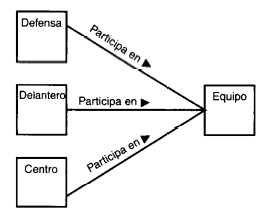 Defensa
Participa en ▶
Delantero
Participa en ▶
Equipo
Centro
Participa en ▶